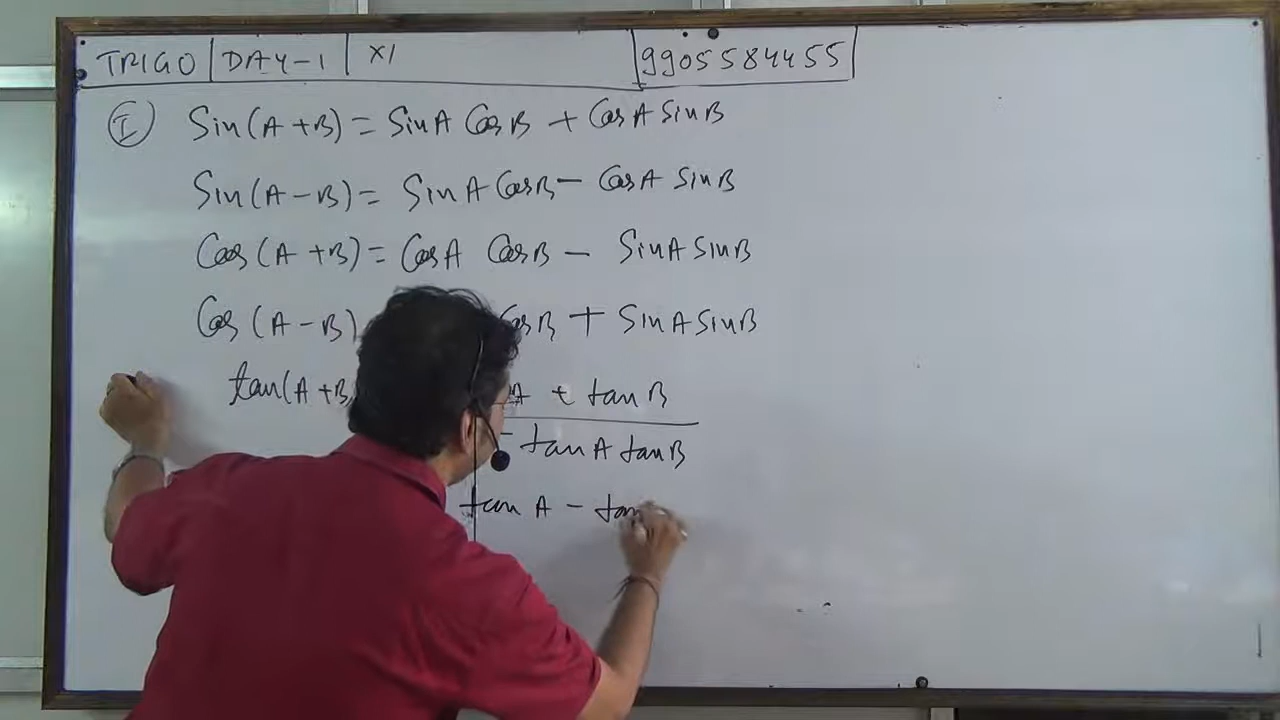 TRIGO | DAY-1 | XI 9905584455
I Sin(A+B) = SinA CosB + CosA SinB
Sin(A-B) = SinA CosB - CosA SinB
Cos(A+B) = CosA CosB - SinA SinB
Cos(A-B) CosB + SinA SinB
tan(A+B A + tanB
- tanA tanB
tan A - tan